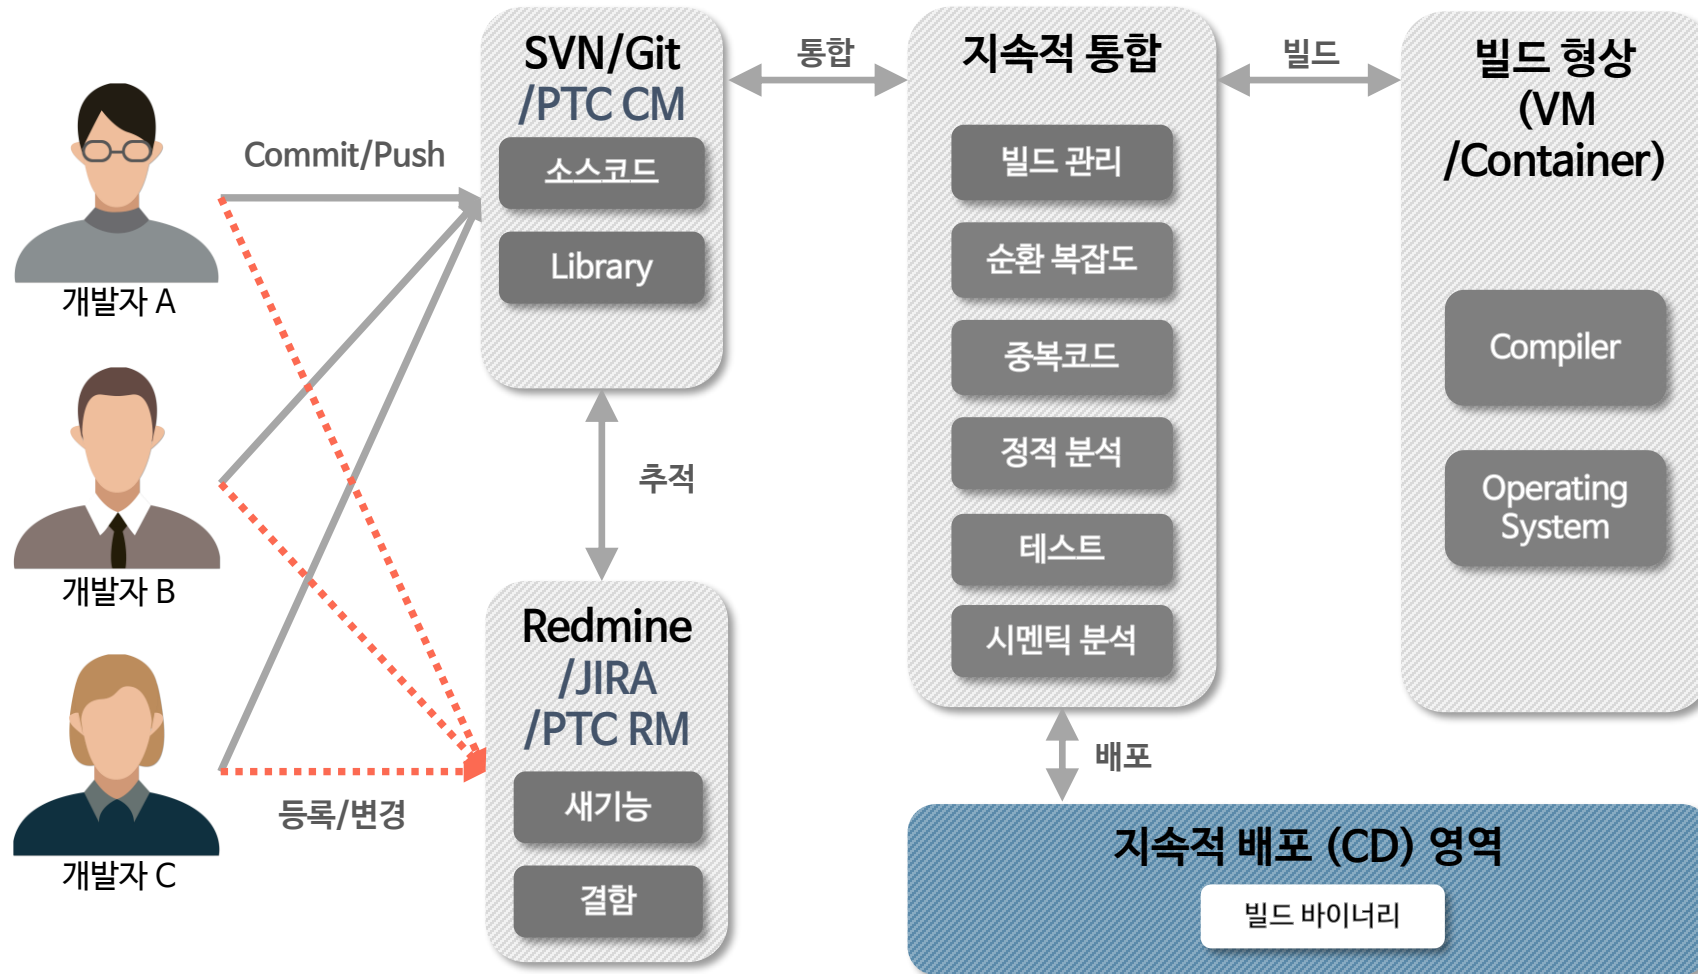 개발자 A
개발자 B
개발자 C
Commit/Push
등록/변경
SVN/Git
/PTC CM
소스코드
Library
추적
Redmine
/JIRA
/PTC RM
새기능
결함
통합
지속적 통합
빌드 관리
순환 복잡도
중복코드
정적 분석
테스트
시멘틱 분석
빌드
빌드 형상
(VM
/Container)
Compiler
Operating
System
배포
지속적 배포 (CD) 영역
빌드 바이너리